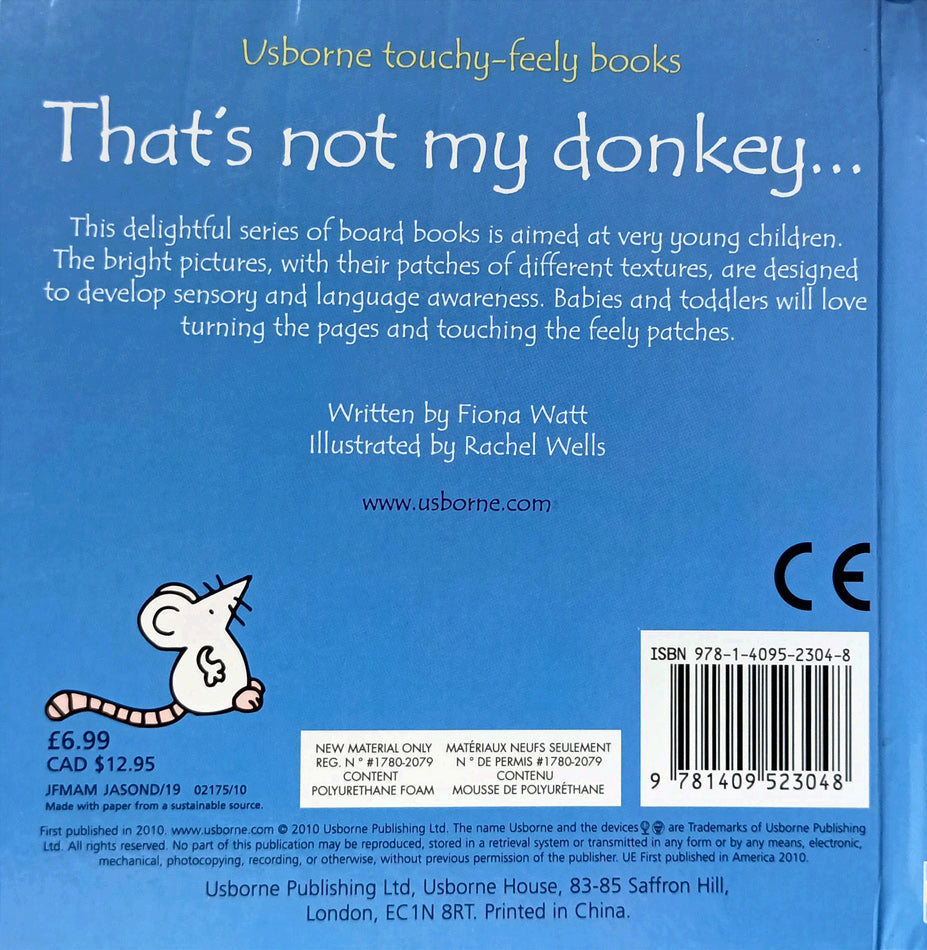 Usborne touchy-feely books
That's not my donkey...
This delightful series of board books is aimed at very young children.
The bright pictures, with their patches of different textures, are designed
to develop sensory and language awareness. Babies and toddlers will love
turning the pages and touching the feely patches.
Written by Fiona Watt
Illustrated by Rachel Wells
www.usborne.com
CE
ISBN 978-1-4095-2304-8
9 781409 523048
£6.99
CAD $12.95
JFMAM JASOND/19 02175/10
Made with paper from a sustainable source.
NEW MATERIAL ONLY
REG. N° #1780-2079
CONTENT
POLYURETHANE FOAM
MATÉRIAUX NEUFS SEULEMENT
N° DE PERMIS #1780-2079
CONTENU
MOUSSE DE POLYURÉTHANE
First published in 2010. www.usborne.com © 2010 Usborne Publishing Ltd. The name Usborne and the devices are Trademarks of Usborne Publishing
Ltd. All rights reserved. No part of this publication may be reproduced, stored in a retrieval system or transmitted in any form or by any means, electronic,
mechanical, photocopying, recording, or otherwise, without previous permission of the publisher. UE First published in America 2010.
Usborne Publishing Ltd, Usborne House, 83-85 Saffron Hill,
London, EC1N 8RT. Printed in China.